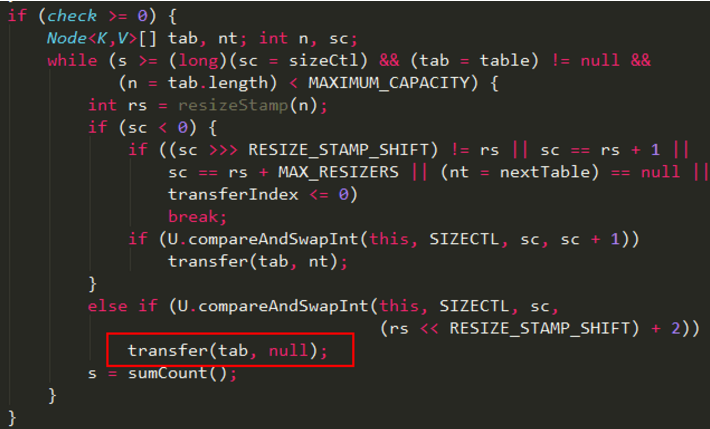 if (check >= 0) {
Node<K,V>[] tab, nt; int n, sc;
while (s >= (long)(sc = sizeCtl) && (tab = table) != null &&
(n = tab.length) < MAXIMUM_CAPACITY) {
int rs = resizeStamp(n);
if (sc < 0) {
if ((sc >>> RESIZE_STAMP_SHIFT) != rs || sc == rs + 1 ||
sc == rs + MAX_RESIZERS || (nt = nextTable) == null ||
transferIndex <= 0)
break;
if (U.compareAndSwapInt(this, SIZECTL, sc, sc + 1))
transfer(tab, nt);
}
else if (U.compareAndSwapInt(this, SIZECTL, sc,
(rs << RESIZE_STAMP_SHIFT) + 2))
transfer(tab, null);
s = sumCount();
}
}